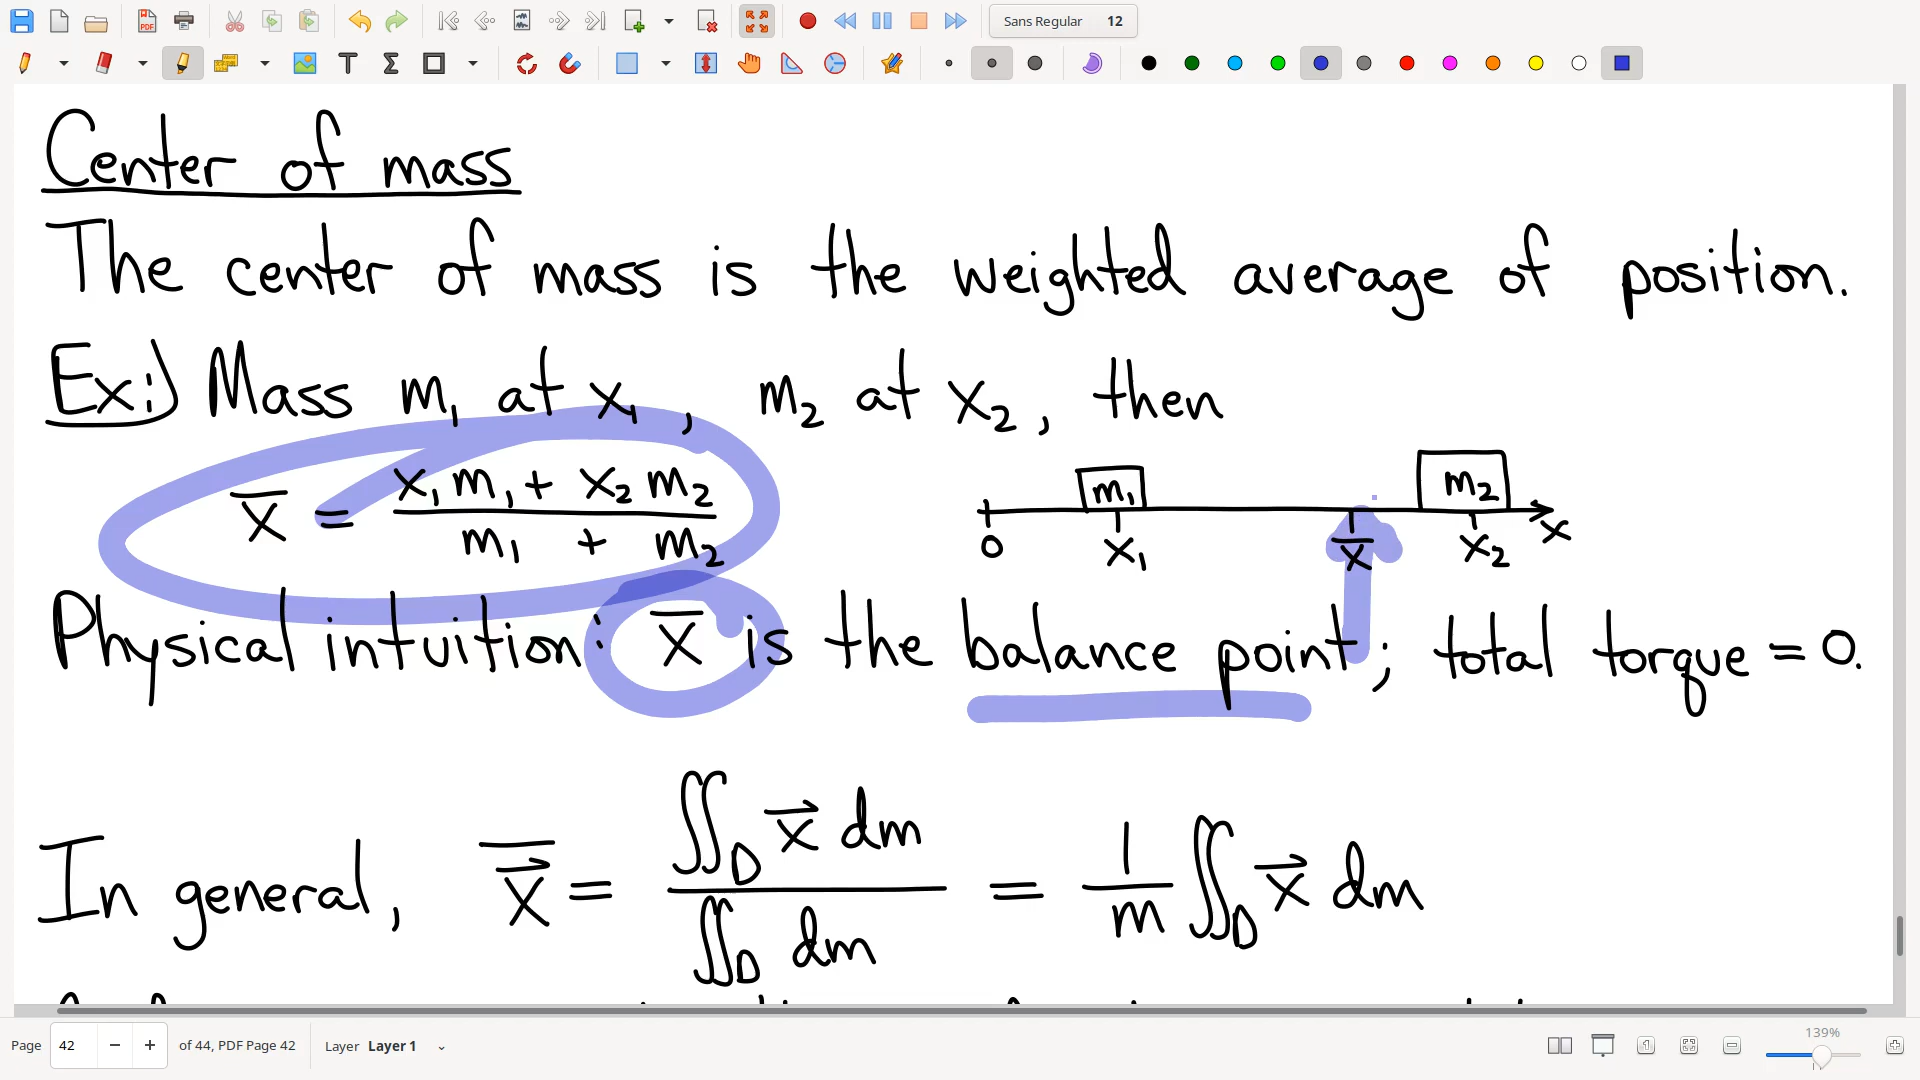 Sans Regular 12
Center of mass
The center of mass is the weighted average of position.
Ex:) Mass m₁ at x₁, m₂ at x₂, then
x̄ = (x₁m₁ + x₂m₂)/(m₁ + m₂)
m₁ m₂
0 x₁ x̄ x₂ x
Physical intuition: x̄ is the balance point; total torque = 0.
In general, x⃗̄ = ∬_D x⃗ dm / ∬_D dm = 1/m ∬_D x⃗ dm
Page 42 − + of 44, PDF Page 42 Layer Layer 1 139%